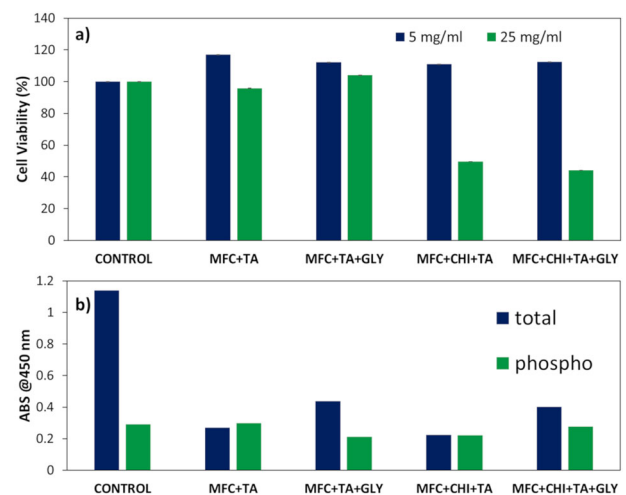 a)
5 mg/ml 25 mg/ml
Cell Viability (%)
140
120
100
80
60
40
20
0
CONTROL MFC+TA MFC+TA+GLY MFC+CHI+TA MFC+CHI+TA+GLY
b)
total
phospho
ABS @450 nm
1.2
1
0.8
0.6
0.4
0.2
0
CONTROL MFC+TA MFC+TA+GLY MFC+CHI+TA MFC+CHI+TA+GLY